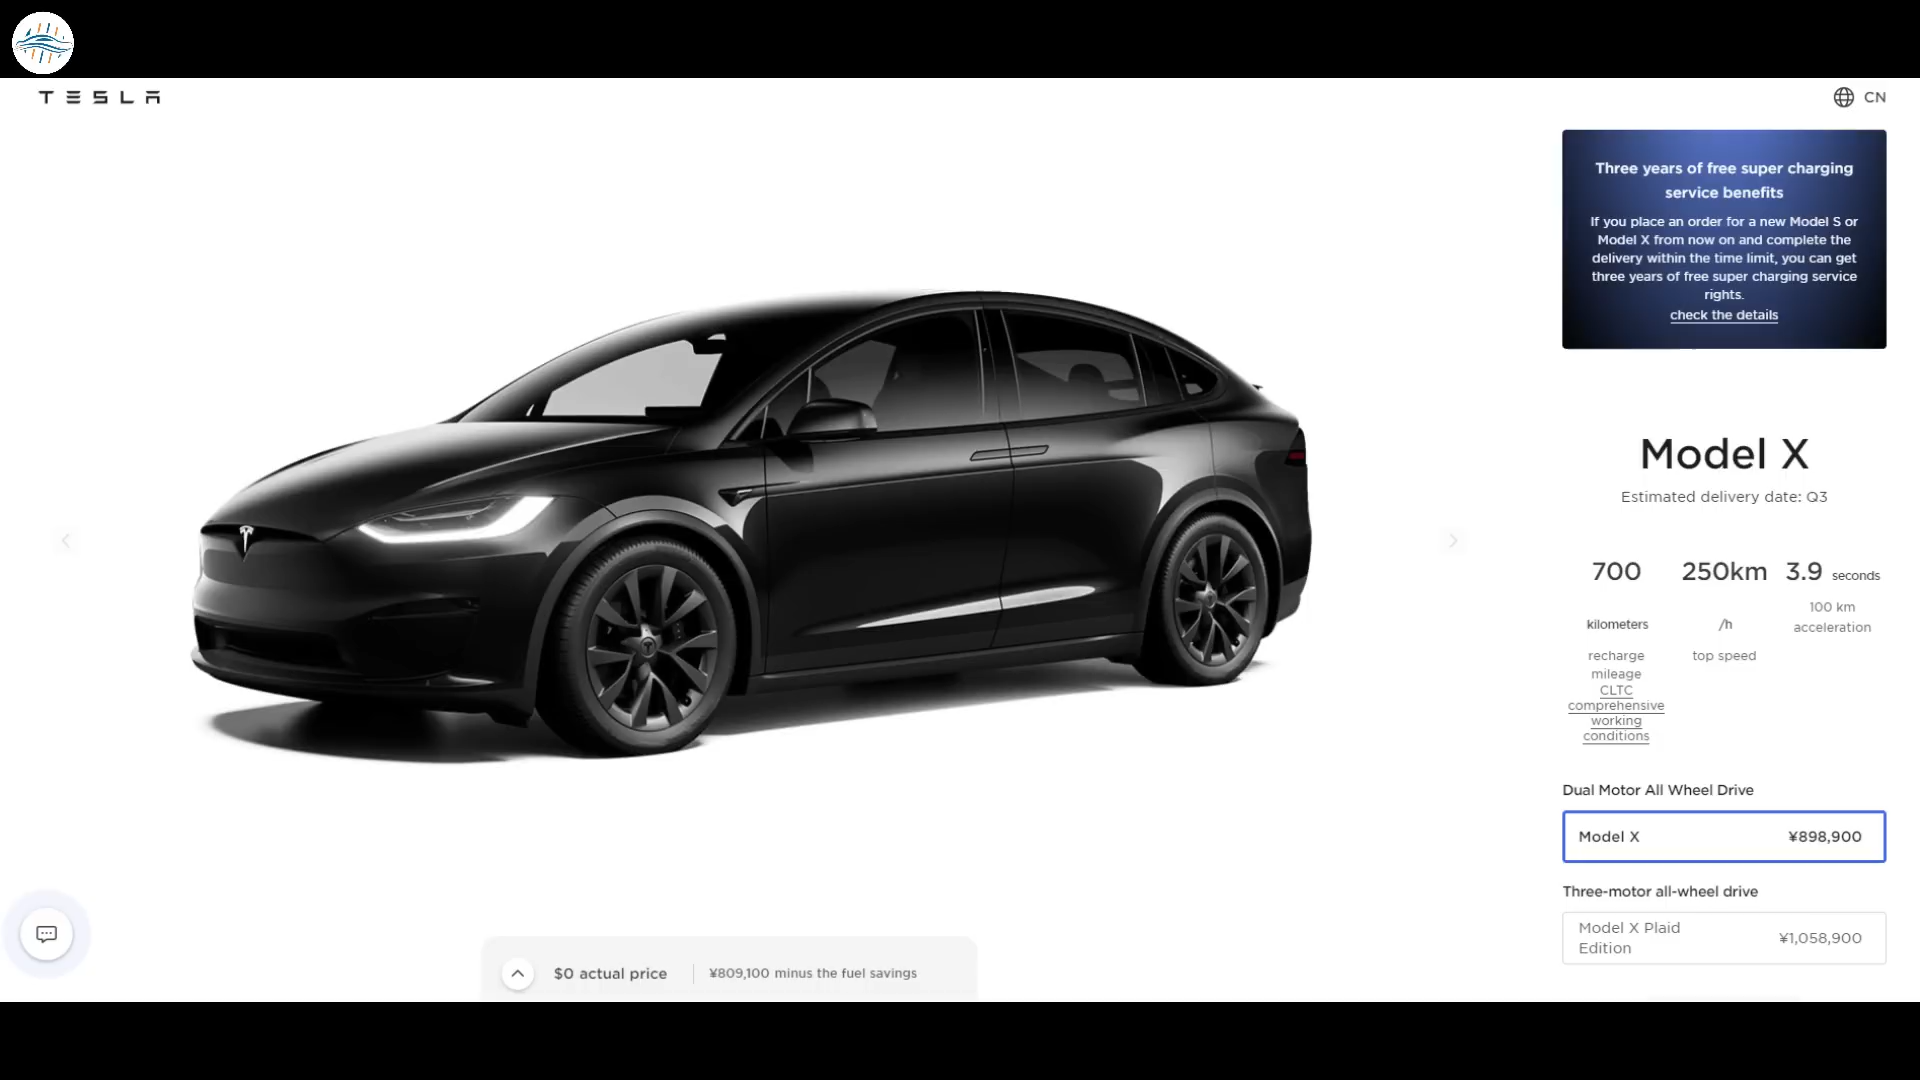 TESLA
CN
Three years of free super charging
service benefits
If you place an order for a new Model S or
Model X from now on and complete the
delivery within the time limit, you can get
three years of free super charging service
rights.
check the details
Model X
Estimated delivery date: Q3
700
kilometers
recharge
mileage
CLTC
comprehensive
working
conditions
250km
/h
top speed
3.9 seconds
100 km
acceleration
Dual Motor All Wheel Drive
Model X ¥898,900
Three-motor all-wheel drive
Model X Plaid
Edition
¥1,058,900
$0 actual price ¥809,100 minus the fuel savings